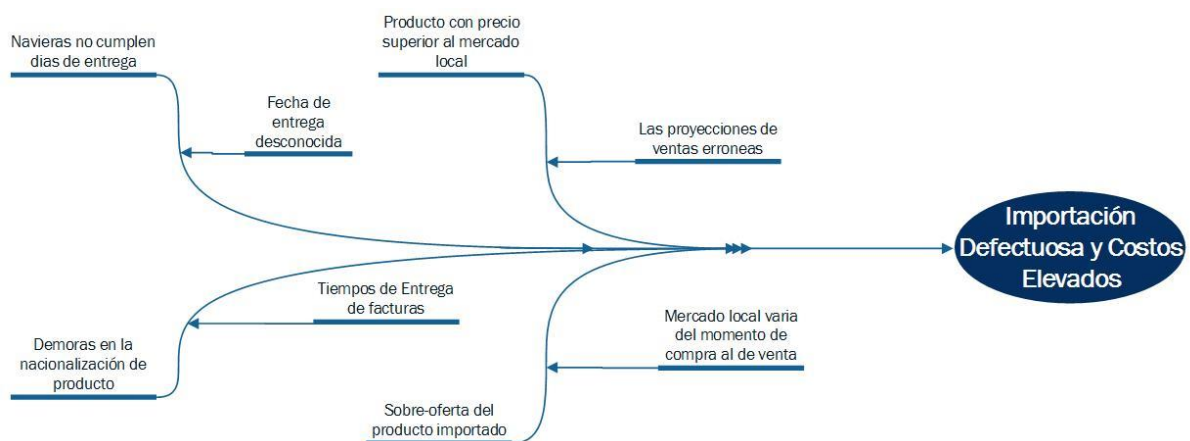 Navieras no cumplen
dias de entrega
Producto con precio
superior al mercado
local
Fecha de
entrega
desconocida
Las proyecciones de
ventas erroneas
Importación
Defectuosa y Costos
Elevados
Tiempos de Entrega
de facturas
Demoras en la
nacionalización de
producto
Mercado local varia
del momento de
compra al de venta
Sobre-oferta del
producto importado